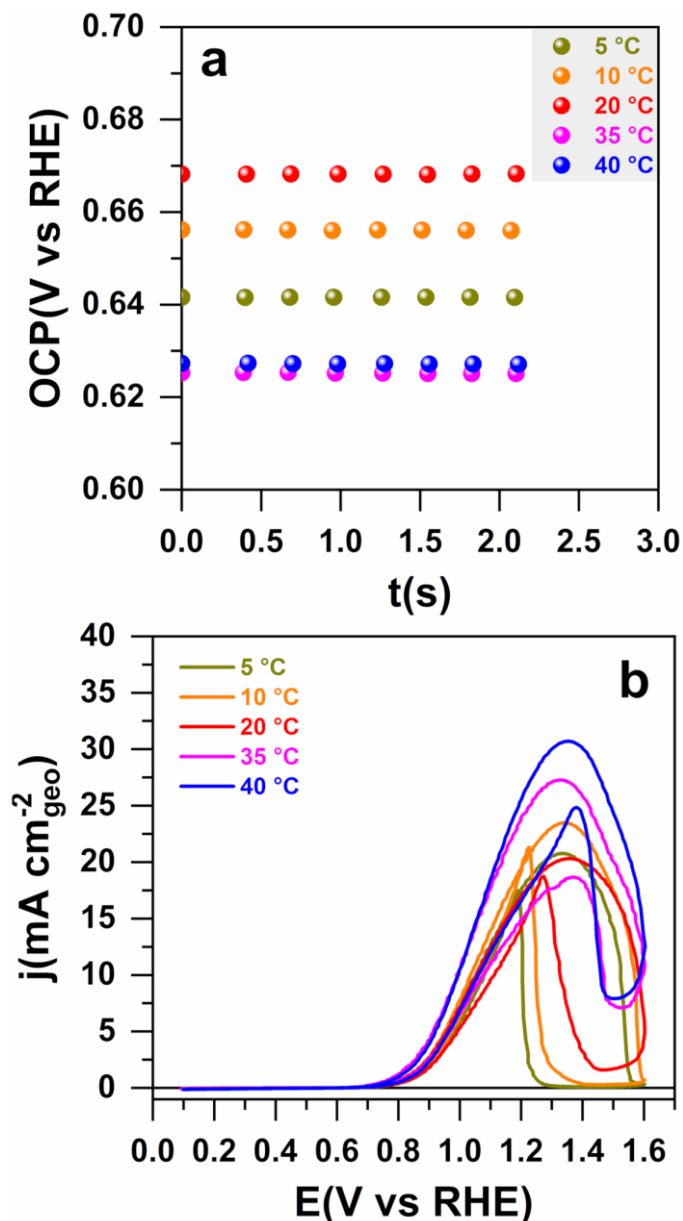 a
5 °C
10 °C
20 °C
35 °C
40 °C
OCP(V vs RHE)
0.70
0.68
0.66
0.64
0.62
0.60
0.0 0.5 1.0 1.5 2.0 2.5 3.0
t(s)
b
5 °C
10 °C
20 °C
35 °C
40 °C
j(mA cm⁻²geo)
40
35
30
25
20
15
10
5
0
0.0 0.2 0.4 0.6 0.8 1.0 1.2 1.4 1.6
E(V vs RHE)